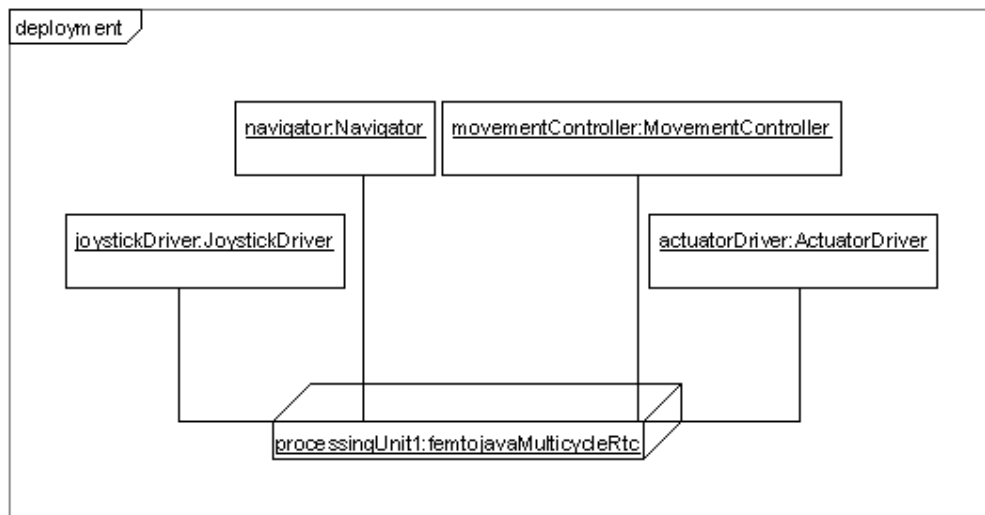 deployment
navigator:Navigator
movementController:MovementController
joystickDriver:JoystickDriver
actuatorDriver:ActuatorDriver
processingUnit1:femtojavaMulticycleRtc